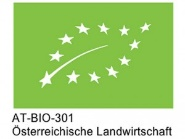 AT-BIO-301
Österreichische Landwirtschaft